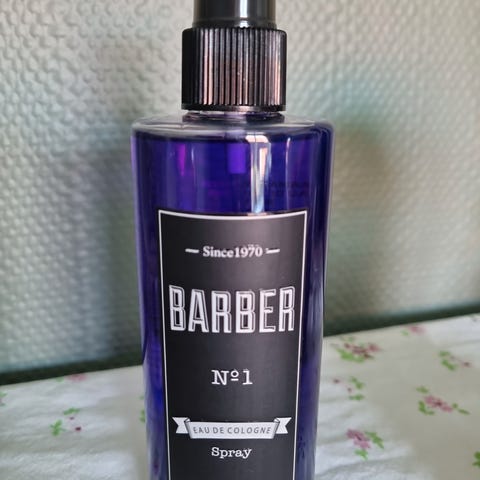 — Since1970 —
BARBER
Nº1
EAU DE COLOGNE
Spray